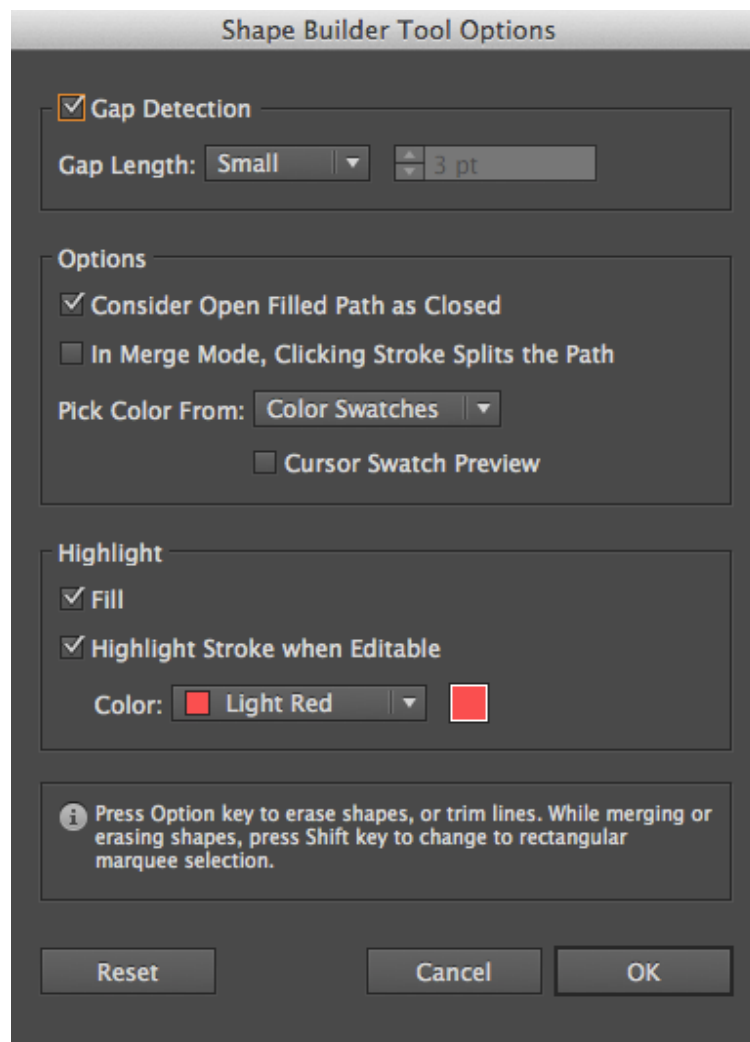 Shape Builder Tool Options
Gap Detection
Gap Length: Small 3 pt
Options
Consider Open Filled Path as Closed
In Merge Mode, Clicking Stroke Splits the Path
Pick Color From: Color Swatches
Cursor Swatch Preview
Highlight
Fill
Highlight Stroke when Editable
Color: Light Red
Press Option key to erase shapes, or trim lines. While merging or
erasing shapes, press Shift key to change to rectangular
marquee selection.
Reset Cancel OK